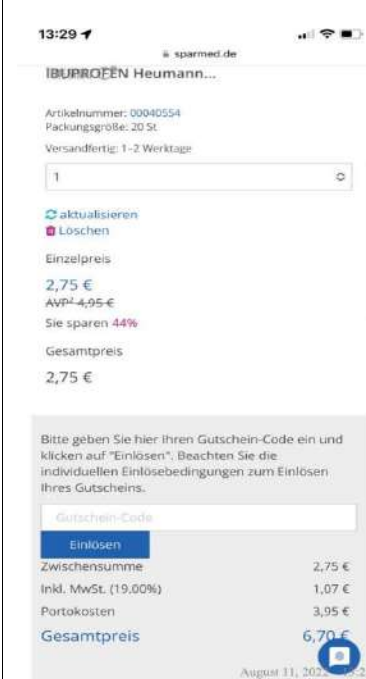 13:29
sparmed.de
IBUPROFEN Heumann...
Artikelnummer: 00040554
Packungsgröße: 20 St
Versandfertig: 1-2 Werktage
1
aktualisieren
Löschen
Einzelpreis
2,75 €
AVP² 4,95 €
Sie sparen 44%
Gesamtpreis
2,75 €
Bitte geben Sie hier Ihren Gutschein-Code ein und
klicken auf "Einlösen". Beachten Sie die
individuellen Einlösebedingungen zum Einlösen
Ihres Gutscheins.
Gutschein-Code
Einlösen
Zwischensumme 2,75 €
Inkl. MwSt. (19.00%) 1,07 €
Portokosten 3,95 €
Gesamtpreis 6,70 €
August 11, 2022